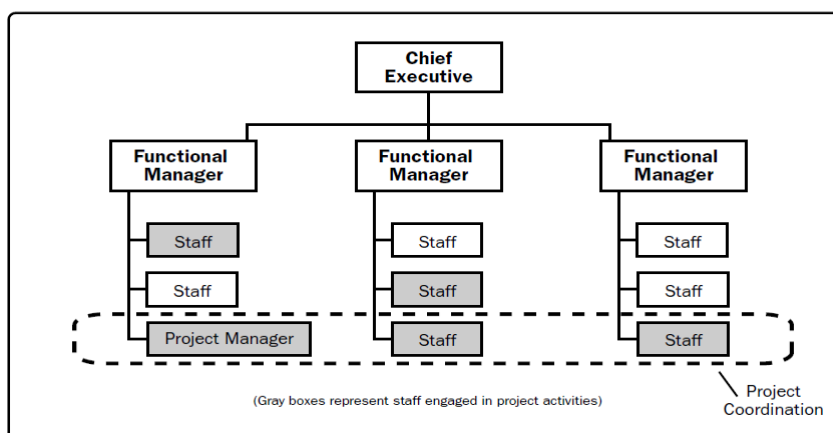 Chief
Executive
Functional
Manager
Functional
Manager
Functional
Manager
Staff
Staff
Staff
Staff
Staff
Staff
Project Manager
Staff
Staff
(Gray boxes represent staff engaged in project activities)
Project
Coordination